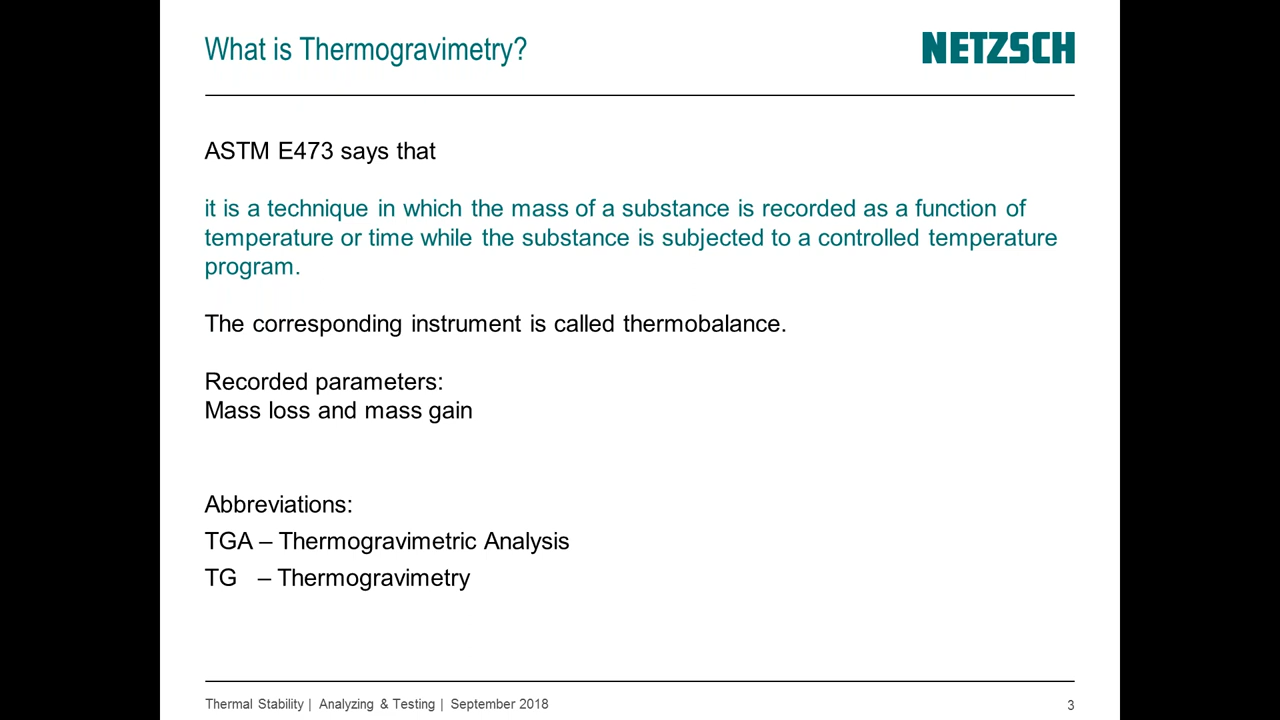 What is Thermogravimetry?
NETZSCH
ASTM E473 says that
it is a technique in which the mass of a substance is recorded as a function of
temperature or time while the substance is subjected to a controlled temperature
program.
The corresponding instrument is called thermobalance.
Recorded parameters:
Mass loss and mass gain
Abbreviations:
TGA – Thermogravimetric Analysis
TG – Thermogravimetry
Thermal Stability | Analyzing & Testing | September 2018
3